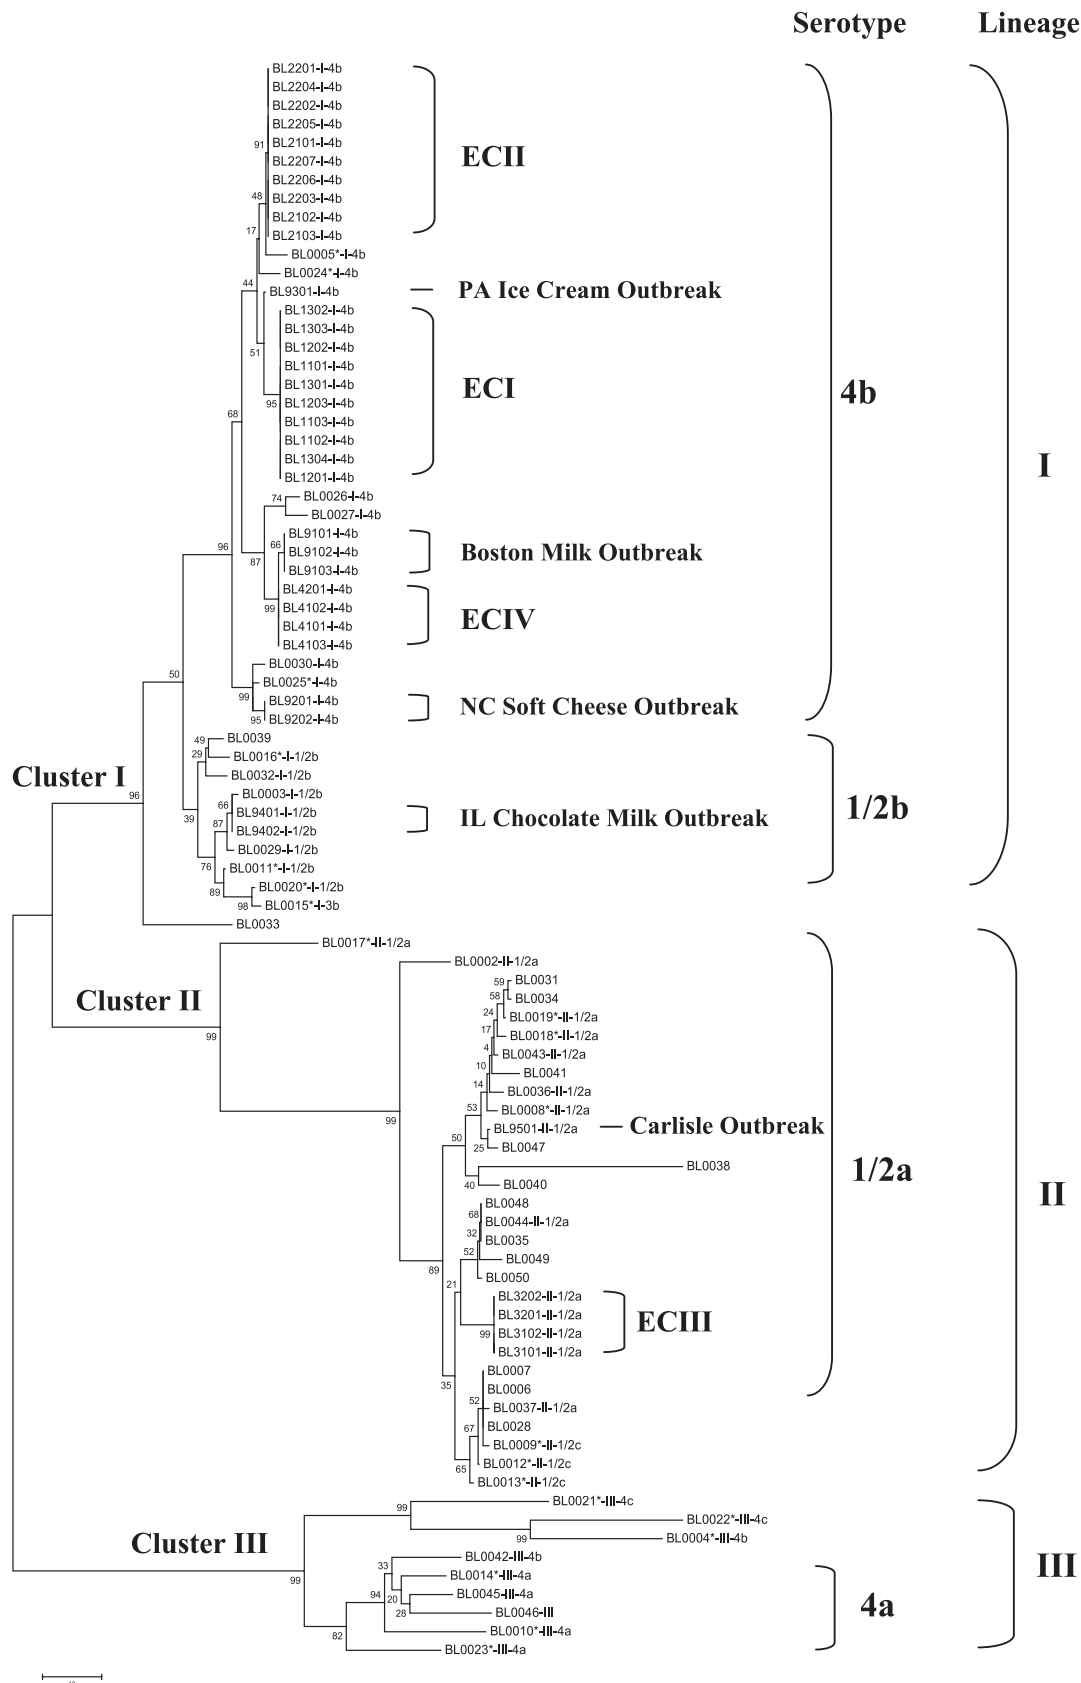 Serotype Lineage
BL2201-I-4b
BL2204-I-4b
BL2202-I-4b
BL2205-I-4b
91 BL2101-I-4b
BL2207-I-4b
ECII
BL2206-I-4b
48 BL2203-I-4b
BL2102-I-4b
17 BL2103-I-4b
BL0005*-I-4b
BL0024*-I-4b
44 BL9301-I-4b
PA Ice Cream Outbreak
BL1302-I-4b
BL1303-I-4b
51 BL1202-I-4b
BL1101-I-4b
BL1301-I-4b
ECI
4b
95 BL1203-I-4b
68 BL1103-I-4b
BL1102-I-4b
BL1304-I-4b
I
BL1201-I-4b
74 BL0026-I-4b
BL0027-I-4b
BL9101-I-4b
96 66 BL9102-I-4b
Boston Milk Outbreak
87 BL9103-I-4b
BL4201-I-4b
99 BL4102-I-4b
ECIV
BL4101-I-4b
BL4103-I-4b
BL0030-I-4b
50 BL0025*-I-4b
99 BL9201-I-4b
NC Soft Cheese Outbreak
95 BL9202-I-4b
49 BL0039
29 BL0016*-I-1/2b
Cluster I
BL0032-I-1/2b
96 BL0003-I-1/2b
66 BL9401-I-1/2b
IL Chocolate Milk Outbreak
1/2b
39 87 BL9402-I-1/2b
BL0029-I-1/2b
76 BL0011*-I-1/2b
89 BL0020*-I-1/2b
98 BL0015*-I-3b
BL0033
BL0017*-II-1/2a
BL0002-II-1/2a
59 BL0031
58 BL0034
Cluster II
24 BL0019*-II-1/2a
17 BL0018*-II-1/2a
99
4 BL0043-II-1/2a
10 BL0041
14 BL0036-II-1/2a
53 BL0008*-II-1/2a
99 BL9501-II-1/2a
Carlisle Outbreak
50 25 BL0047
BL0038
1/2a
40 BL0040
II
BL0048
68 BL0044-II-1/2a
32 BL0035
52 BL0049
89 BL0050
21 BL3202-II-1/2a
BL3201-II-1/2a
ECIII
99 BL3102-II-1/2a
BL3101-II-1/2a
BL0007
35 BL0006
52 BL0037-II-1/2a
67 BL0028
BL0009*-II-1/2c
65 BL0012*-II-1/2c
BL0013*-II-1/2c
99 BL0021*-III-4c
BL0022*-III-4c
99 BL0004*-III-4b
Cluster III
BL0042-III-4b
33 BL0014*-III-4a
III
99
94 20 BL0045-III-4a
28 BL0046-III
4a
82 BL0010*-III-4a
BL0023*-III-4a